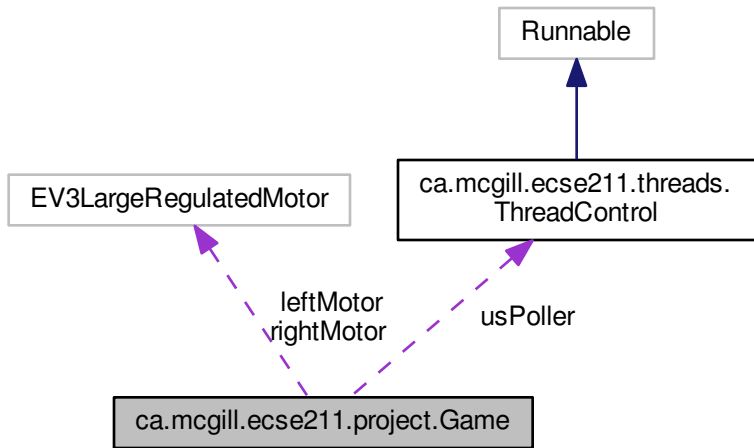 Runnable
EV3LargeRegulatedMotor
ca.mcgill.ecse211.threads.
ThreadControl
leftMotor
rightMotor
usPoller
ca.mcgill.ecse211.project.Game